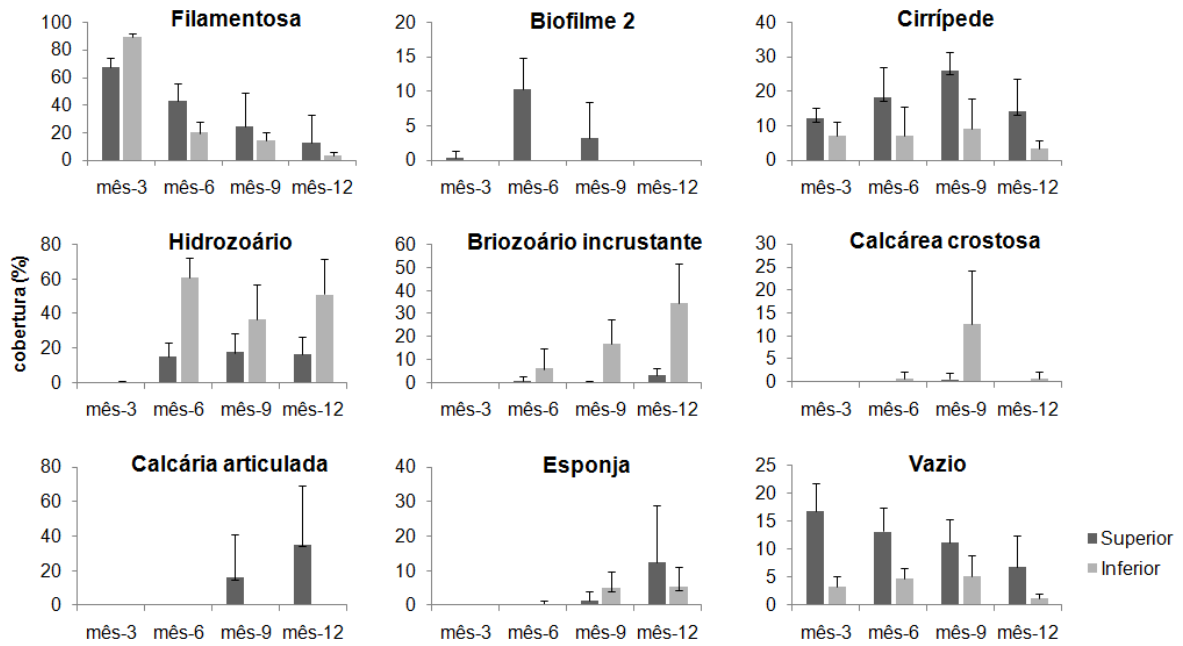 Filamentosa
100
80
60
40
20
0
mês-3 mês-6 mês-9 mês-12
Biofilme 2
20
15
10
5
0
mês-3 mês-6 mês-9 mês-12
Cirrípede
40
30
20
10
0
mês-3 mês-6 mês-9 mês-12
cobertura (%)
Hidrozoário
80
60
40
20
0
mês-3 mês-6 mês-9 mês-12
Briozoário incrustante
60
50
40
30
20
10
0
mês-3 mês-6 mês-9 mês-12
Calcárea crostosa
30
25
20
15
10
5
0
mês-3 mês-6 mês-9 mês-12
Calcária articulada
80
60
40
20
0
mês-3 mês-6 mês-9 mês-12
Esponja
40
30
20
10
0
mês-3 mês-6 mês-9 mês-12
Vazio
25
20
15
10
5
0
mês-3 mês-6 mês-9 mês-12
Superior
Inferior